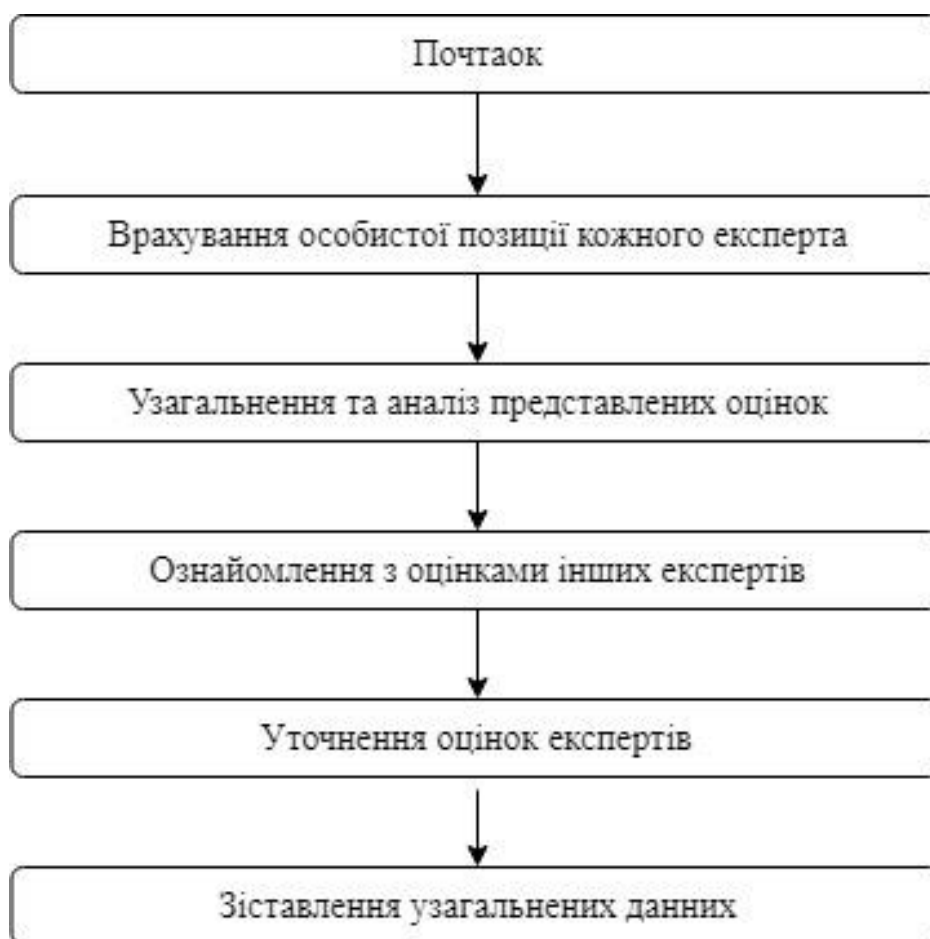 Почтаок
Врахування особистої позиції кожного експерта
Узагальнення та аналіз представлених оцінок
Ознайомлення з оцінками інших експертів
Уточнення оцінок експертів
Зіставлення узагальнених данних